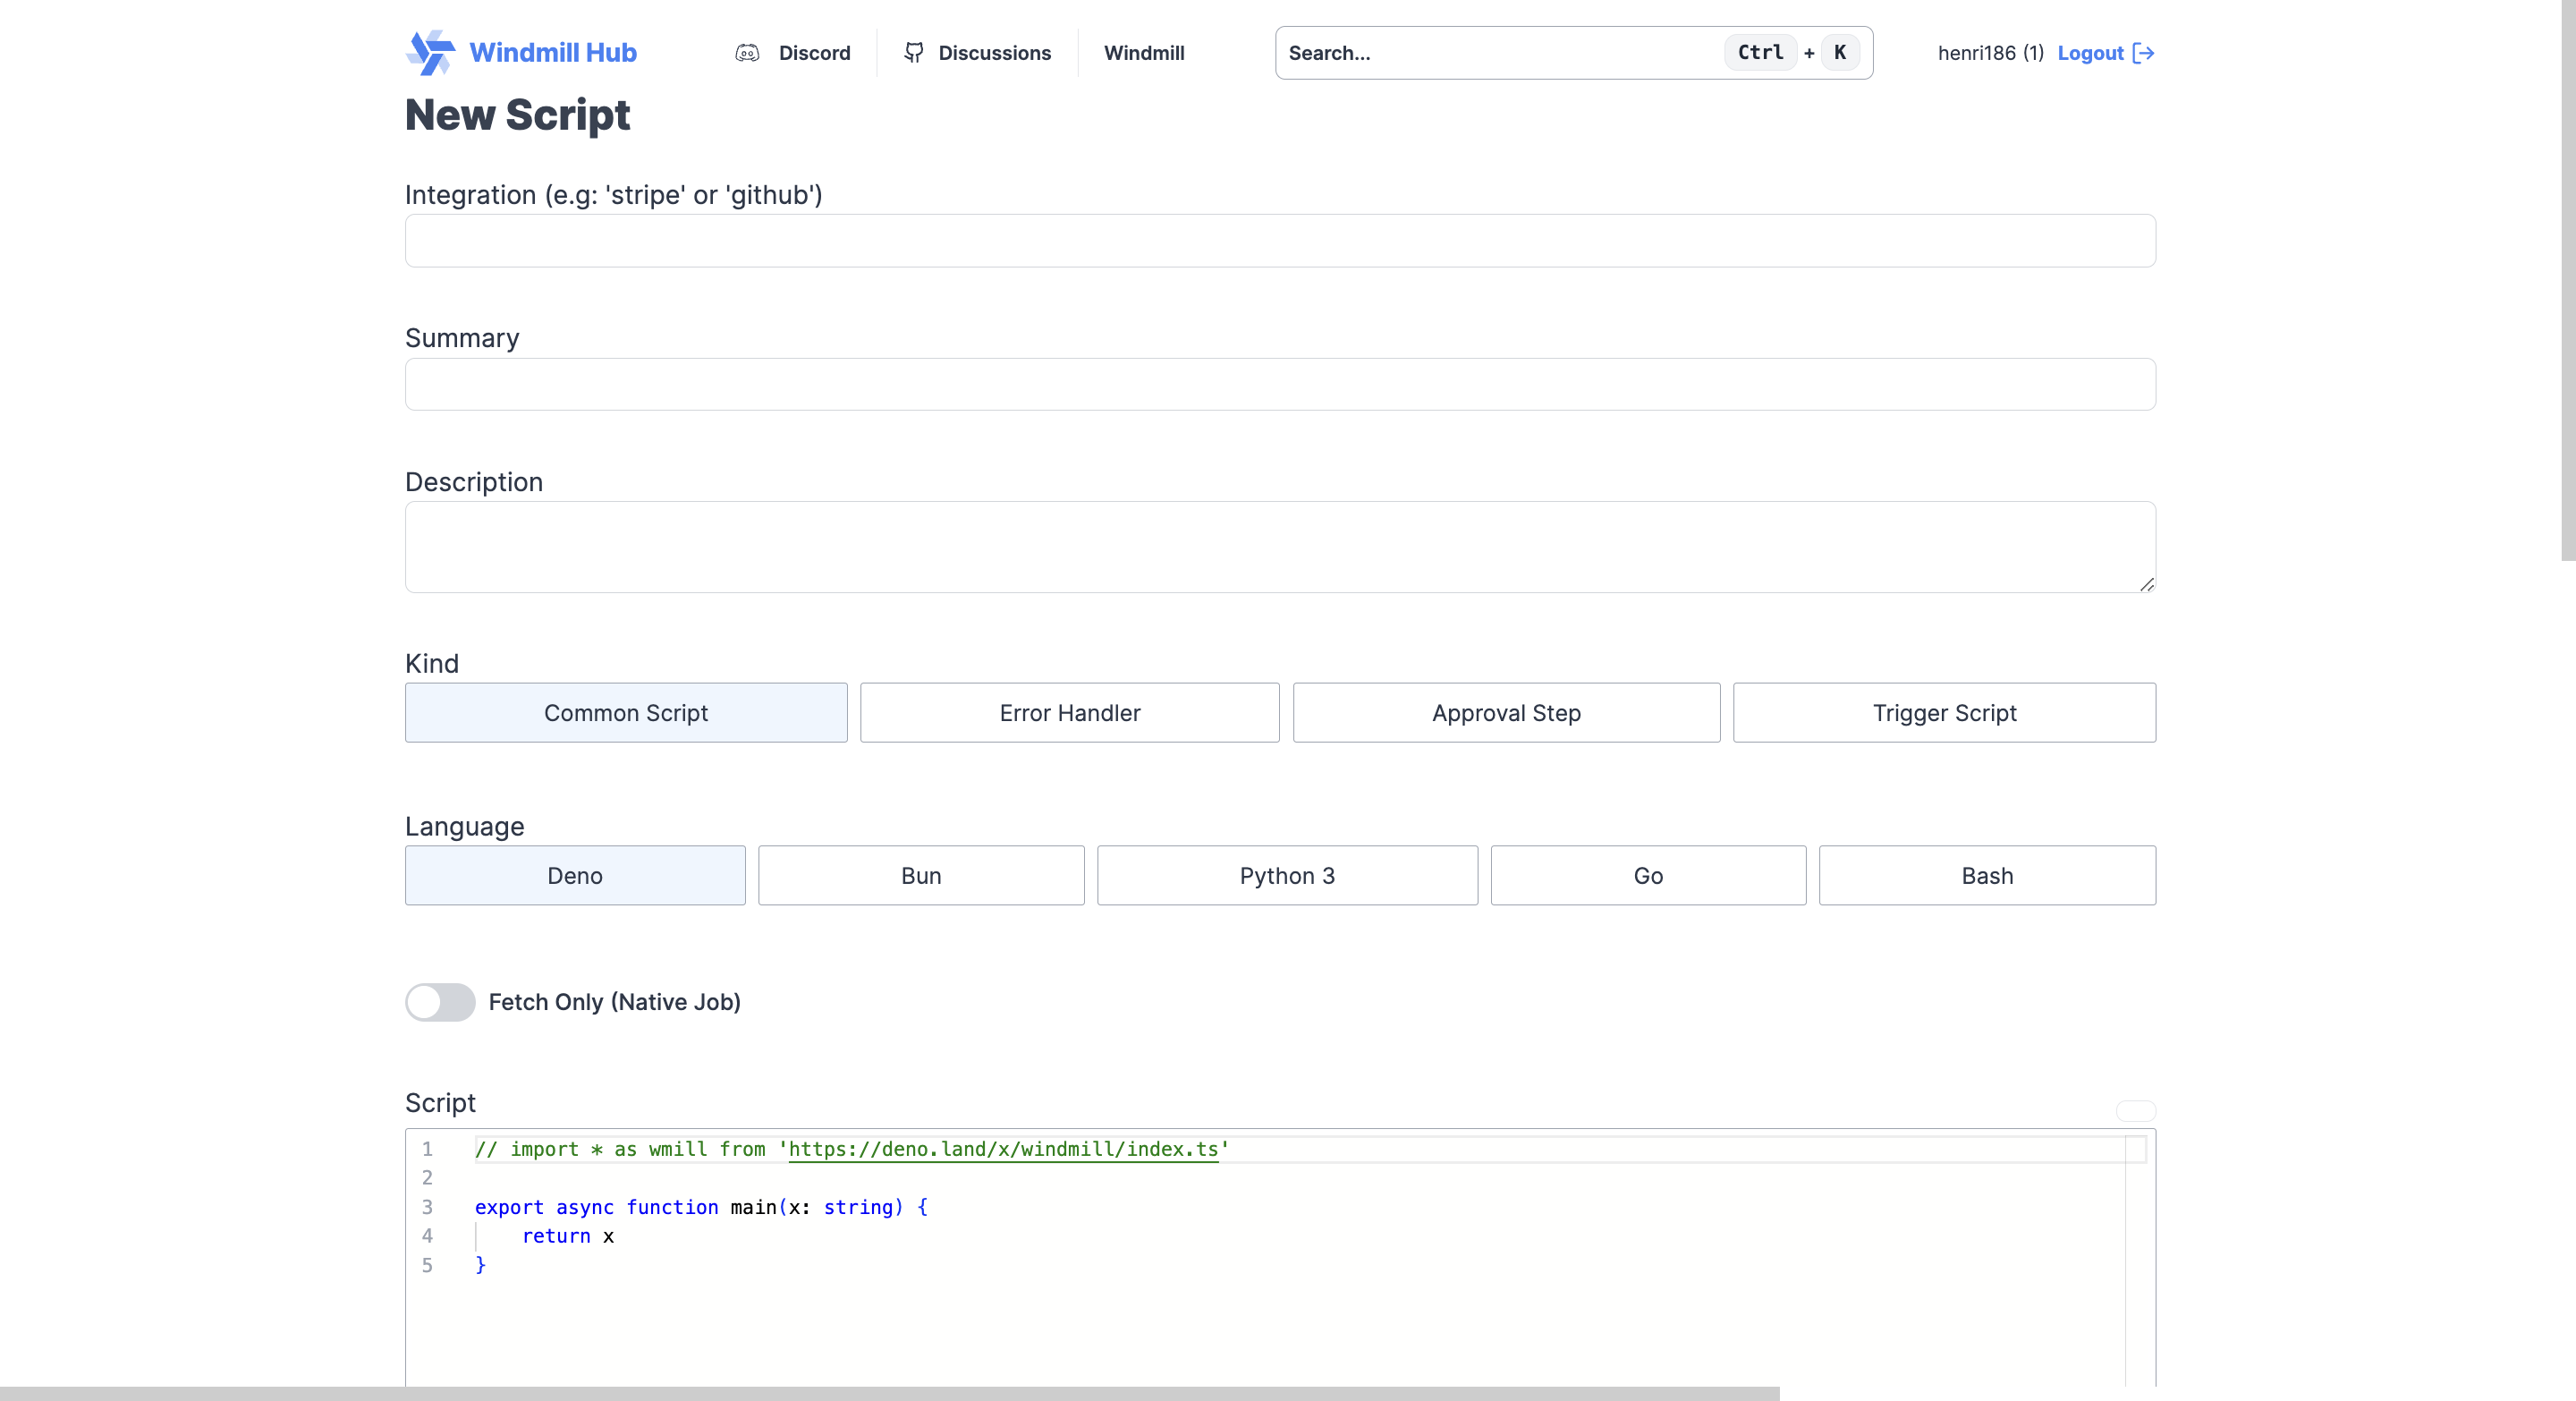 Windmill Hub Discord Discussions Windmill Search... Ctrl + K henri186 (1) Logout
New Script
Integration (e.g: 'stripe' or 'github')
Summary
Description
Kind
Common Script Error Handler Approval Step Trigger Script
Language
Deno Bun Python 3 Go Bash
Fetch Only (Native Job)
Script
1 // import * as wmill from 'https://deno.land/x/windmill/index.ts'
2
3 export async function main(x: string) {
4     return x
5 }